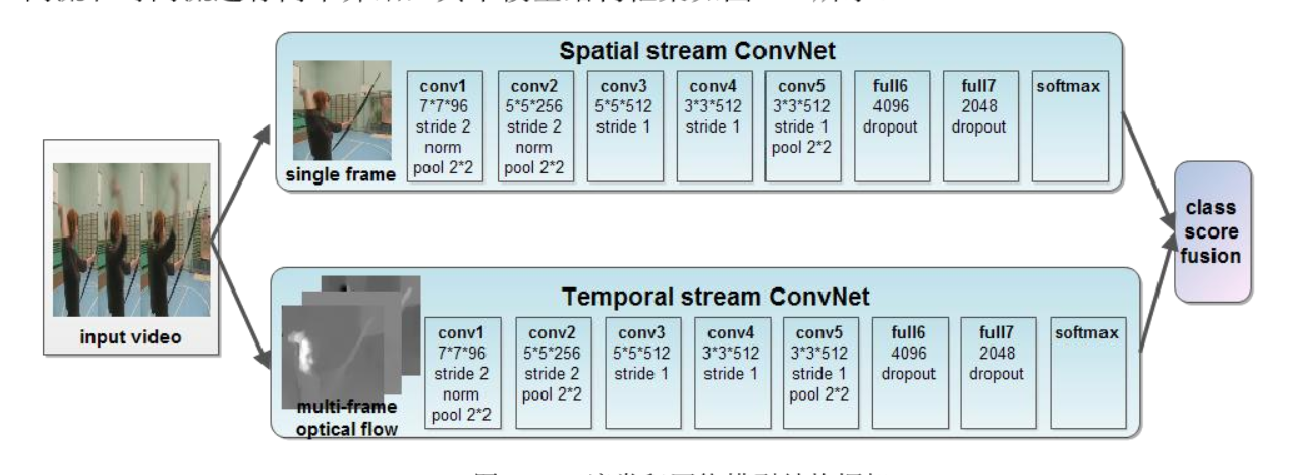 Spatial stream ConvNet
conv1
7*7*96
stride 2
norm
pool 2*2
conv2
5*5*256
stride 2
norm
pool 2*2
conv3
5*5*512
stride 1
conv4
3*3*512
stride 1
conv5
3*3*512
stride 1
pool 2*2
full6
4096
dropout
full7
2048
dropout
softmax
single frame
input video
class
score
fusion
Temporal stream ConvNet
conv1
7*7*96
stride 2
norm
pool 2*2
conv2
5*5*256
stride 2
pool 2*2
conv3
5*5*512
stride 1
conv4
3*3*512
stride 1
conv5
3*3*512
stride 1
pool 2*2
full6
4096
dropout
full7
2048
dropout
softmax
multi-frame
optical flow